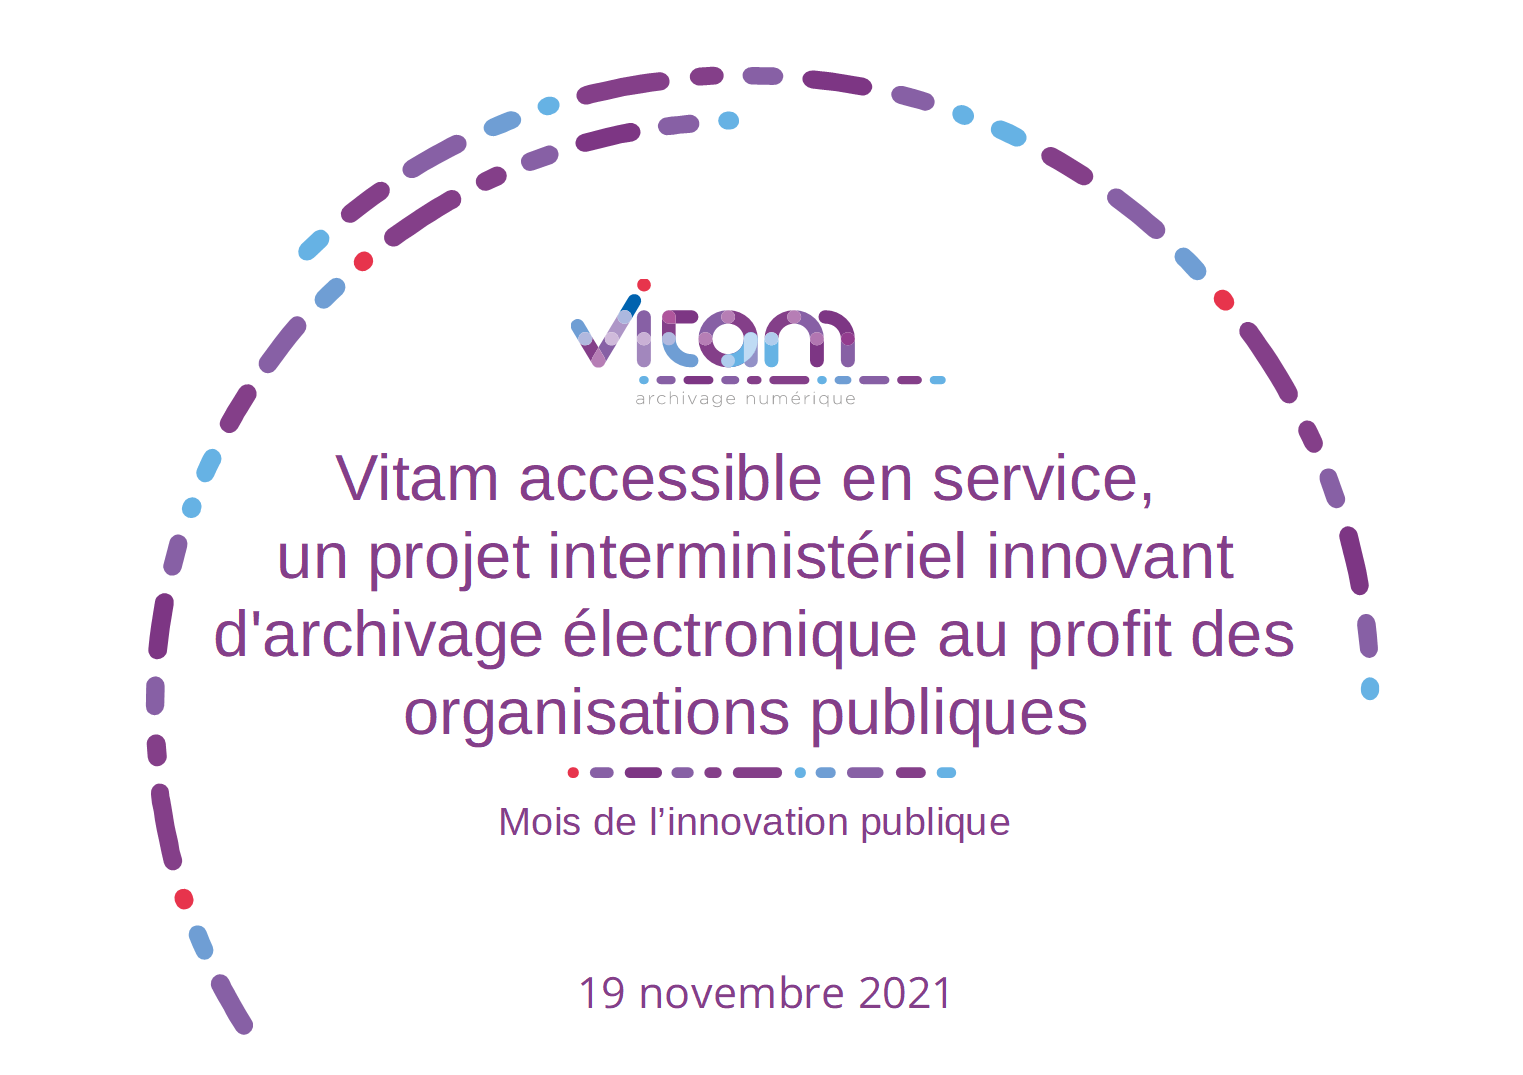 vitam
archivage numérique
Vitam accessible en service,
un projet interministériel innovant
d'archivage électronique au profit des
organisations publiques
Mois de l’innovation publique
19 novembre 2021